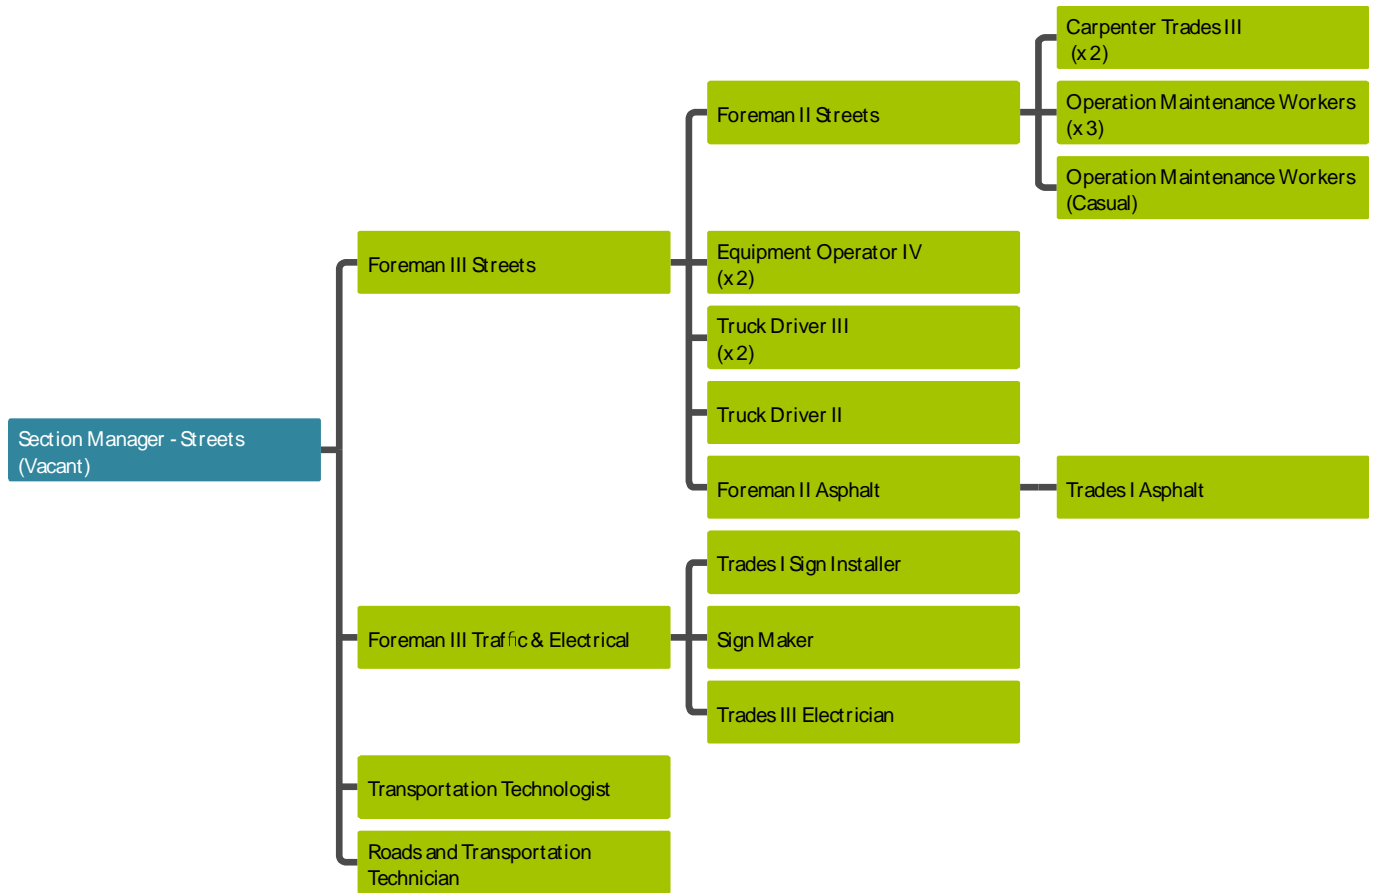 Carpenter Trades III
(x 2)
Foreman II Streets
Operation Maintenance Workers
(x 3)
Operation Maintenance Workers
(Casual)
Foreman III Streets
Equipment Operator IV
(x 2)
Truck Driver III
(x 2)
Truck Driver II
Section Manager - Streets
(Vacant)
Foreman II Asphalt
Trades I Asphalt
Trades I Sign Installer
Foreman III Traffic & Electrical
Sign Maker
Trades III Electrician
Transportation Technologist
Roads and Transportation
Technician